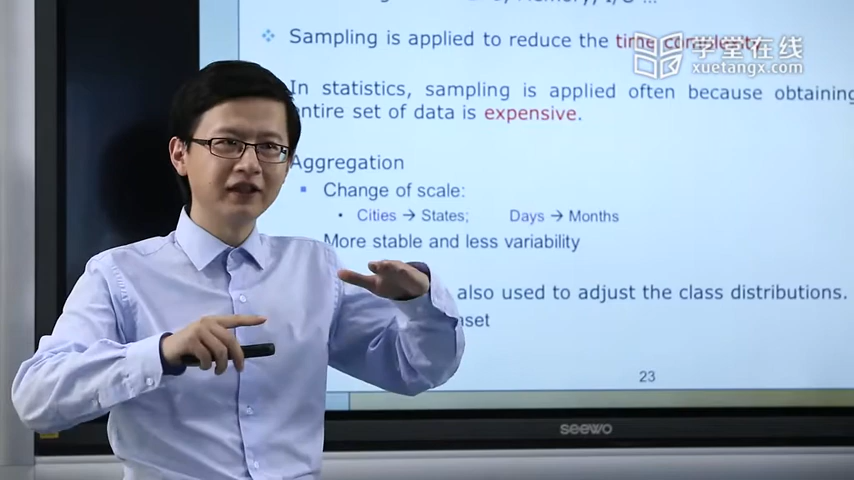 Sampling is applied to reduce the time complexity.
学堂在线
xuetangx.com
In statistics, sampling is applied often because obtaining
entire set of data is expensive.
Aggregation
Change of scale:
Cities → States; Days → Months
More stable and less variability
also used to adjust the class distributions.
23
seewo